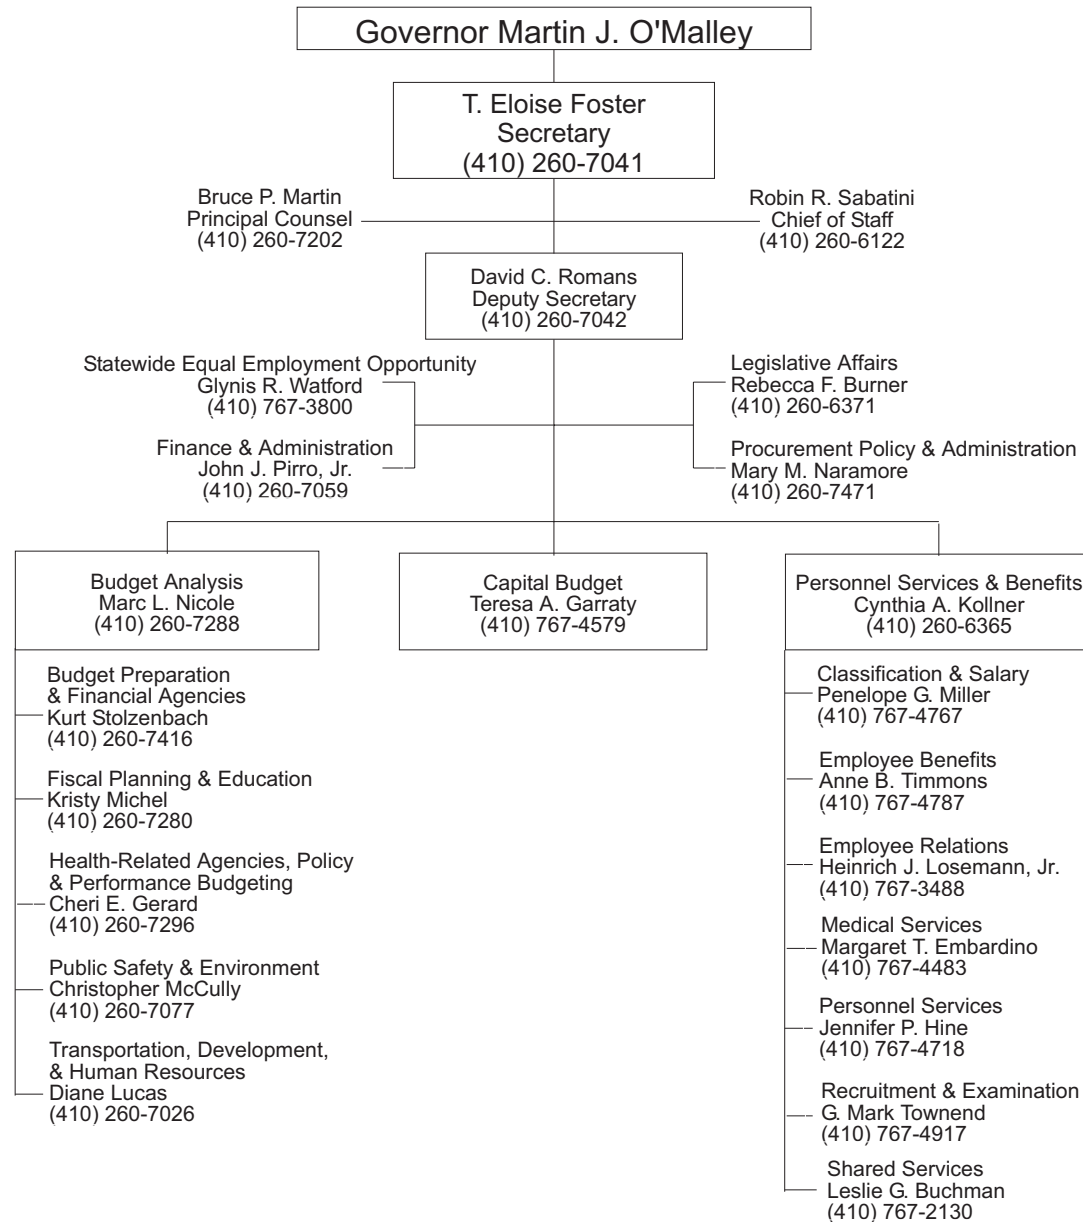 Governor Martin J. O'Malley
T. Eloise Foster
Secretary
(410) 260-7041
Bruce P. Martin
Principal Counsel
(410) 260-7202
Robin R. Sabatini
Chief of Staff
(410) 260-6122
David C. Romans
Deputy Secretary
(410) 260-7042
Statewide Equal Employment Opportunity
Glynis R. Watford
(410) 767-3800
Legislative Affairs
Rebecca F. Burner
(410) 260-6371
Finance & Administration
John J. Pirro, Jr.
(410) 260-7059
Procurement Policy & Administration
Mary M. Naramore
(410) 260-7471
Budget Analysis
Marc L. Nicole
(410) 260-7288
Capital Budget
Teresa A. Garraty
(410) 767-4579
Personnel Services & Benefits
Cynthia A. Kollner
(410) 260-6365
Budget Preparation
& Financial Agencies
Kurt Stolzenbach
(410) 260-7416
Fiscal Planning & Education
Kristy Michel
(410) 260-7280
Health-Related Agencies, Policy
& Performance Budgeting
Cheri E. Gerard
(410) 260-7296
Public Safety & Environment
Christopher McCully
(410) 260-7077
Transportation, Development,
& Human Resources
Diane Lucas
(410) 260-7026
Classification & Salary
Penelope G. Miller
(410) 767-4767
Employee Benefits
Anne B. Timmons
(410) 767-4787
Employee Relations
Heinrich J. Losemann, Jr.
(410) 767-3488
Medical Services
Margaret T. Embardino
(410) 767-4483
Personnel Services
Jennifer P. Hine
(410) 767-4718
Recruitment & Examination
G. Mark Townend
(410) 767-4917
Shared Services
Leslie G. Buchman
(410) 767-2130